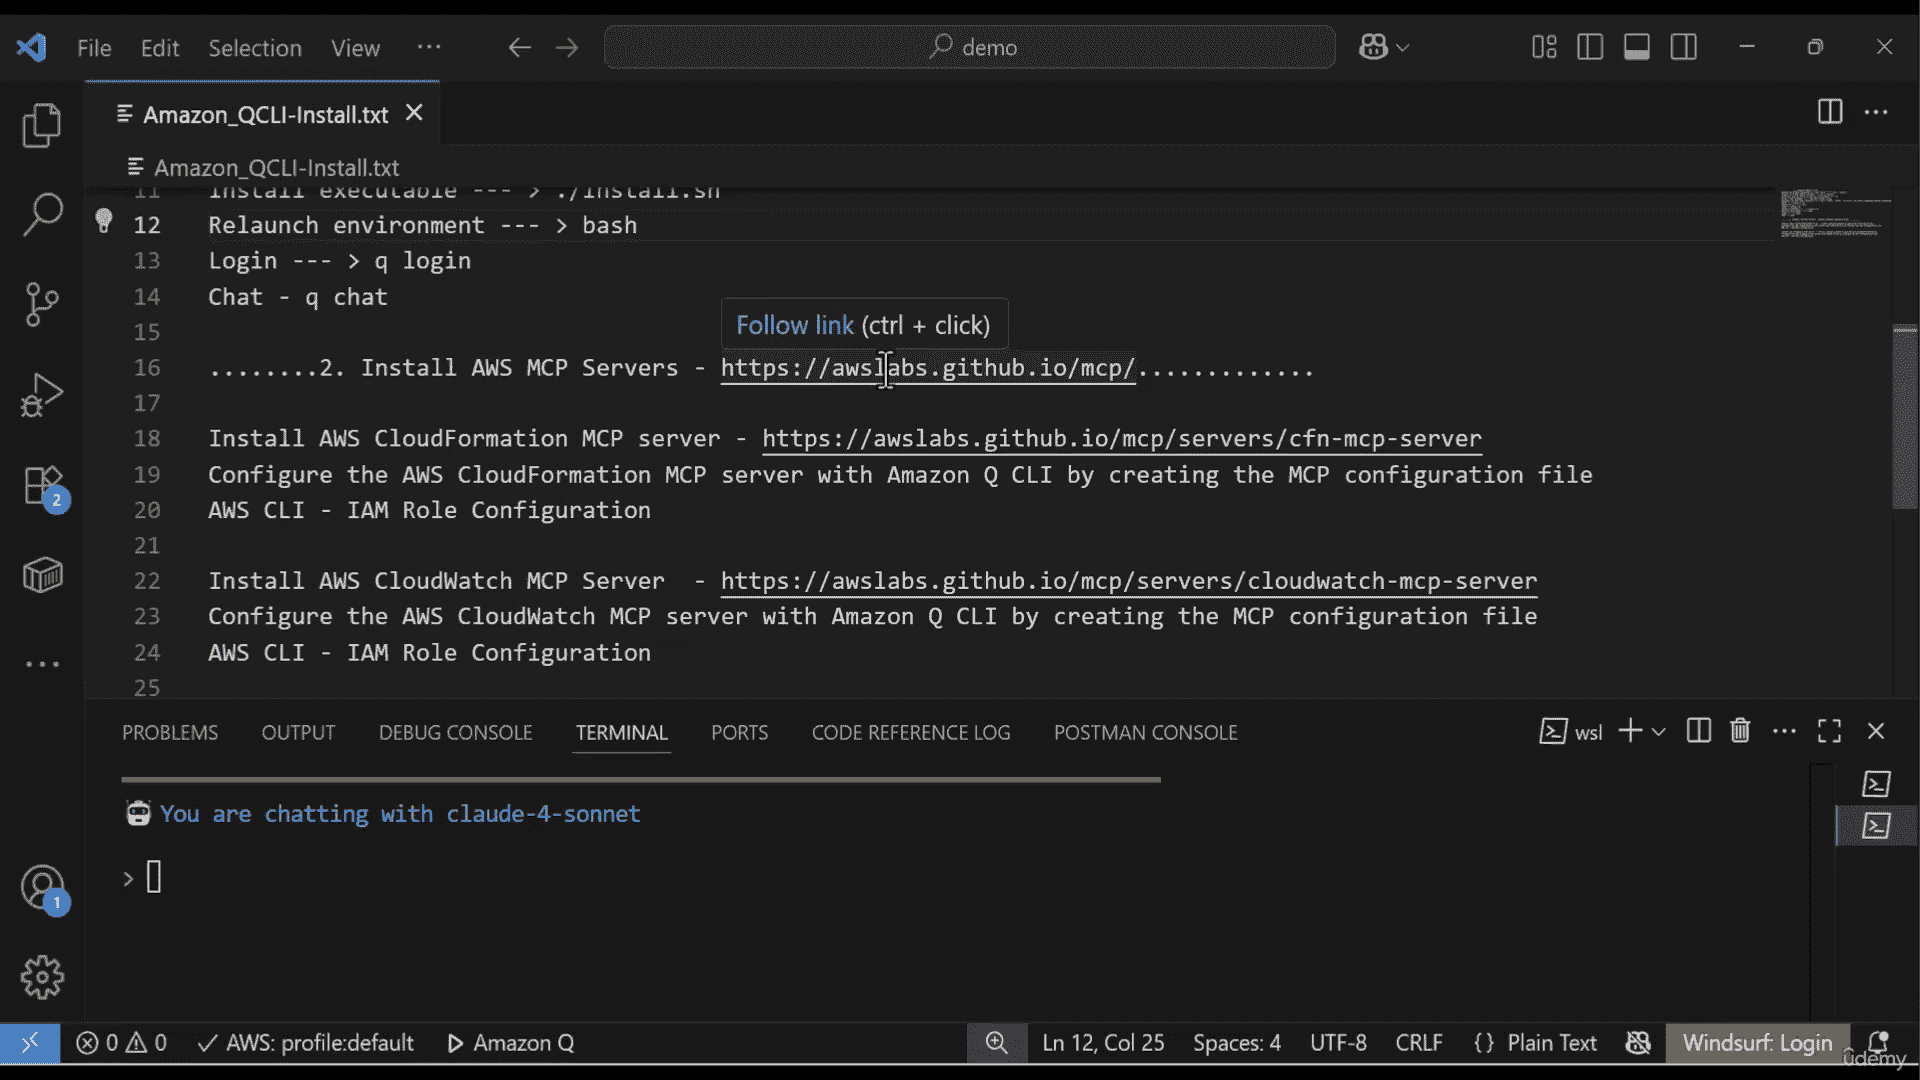 File Edit Selection View ···
demo
Amazon_QCLI-Install.txt
Amazon_QCLI-Install.txt
11 Install executable --- > ./install.sh
12 Relaunch environment --- > bash
13 Login --- > q login
14 Chat - q chat
15
Follow link (ctrl + click)
16 ........2. Install AWS MCP Servers - https://awslabs.github.io/mcp/.............
17
18 Install AWS CloudFormation MCP server - https://awslabs.github.io/mcp/servers/cfn-mcp-server
19 Configure the AWS CloudFormation MCP server with Amazon Q CLI by creating the MCP configuration file
20 AWS CLI - IAM Role Configuration
21
22 Install AWS CloudWatch MCP Server  - https://awslabs.github.io/mcp/servers/cloudwatch-mcp-server
23 Configure the AWS CloudWatch MCP server with Amazon Q CLI by creating the MCP configuration file
24 AWS CLI - IAM Role Configuration
25
2
PROBLEMS OUTPUT DEBUG CONSOLE TERMINAL PORTS CODE REFERENCE LOG POSTMAN CONSOLE wsl
You are chatting with claude-4-sonnet
>
1
0 0 AWS: profile:default Amazon Q Ln 12, Col 25 Spaces: 4 UTF-8 CRLF {} Plain Text Windsurf: Login
ûdemy